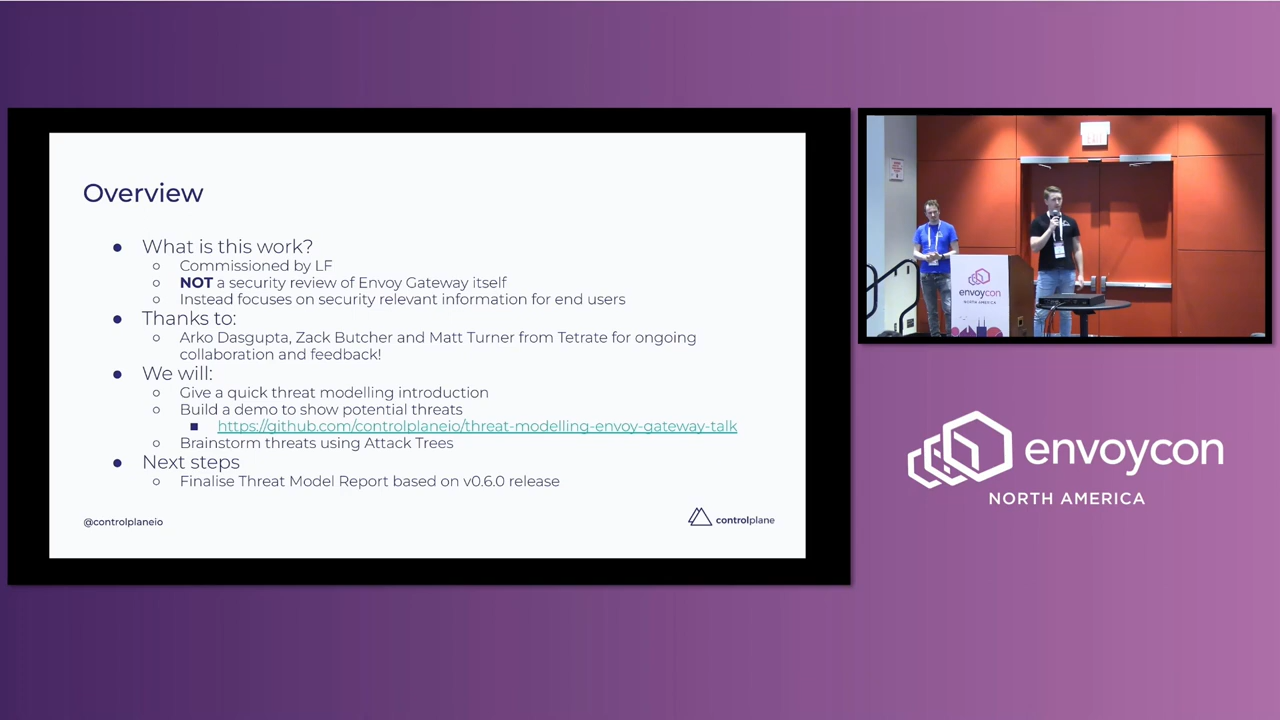 Overview
What is this work?
Commissioned by LF
NOT a security review of Envoy Gateway itself
Instead focuses on security relevant information for end users
Thanks to:
Arko Dasgupta, Zack Butcher and Matt Turner from Tetrate for ongoing
collaboration and feedback!
We will:
Give a quick threat modelling introduction
Build a demo to show potential threats
https://github.com/controlplaneio/threat-modelling-envoy-gateway-talk
Brainstorm threats using Attack Trees
Next steps
Finalise Threat Model Report based on v0.6.0 release
@controlplaneio
controlplane
EXIT
envoycon
NORTH AMERICA
envoycon
NORTH AMERICA